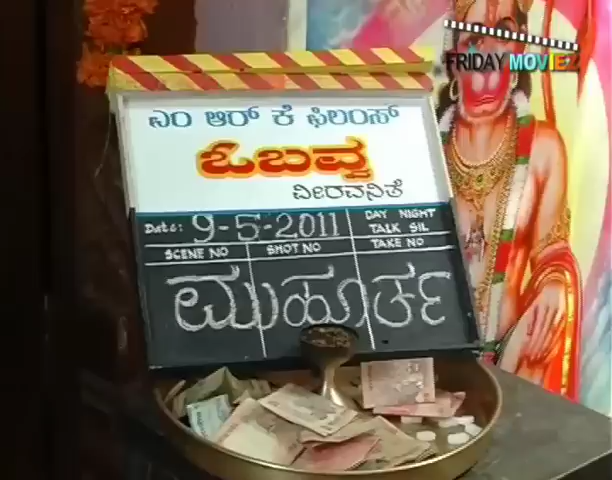 FRIDAY MOVIEZ
ಎಂ ಆರ್ ಕೆ ಫಿಲಂಸ್
ಓಬವ್ವ
ವೀರವನಿತೆ
Date: 9-5-2011
DAY NIGHT
TALK SIL
SCENE NO SHOT NO TAKE NO
ಮುಹೂರ್ತ